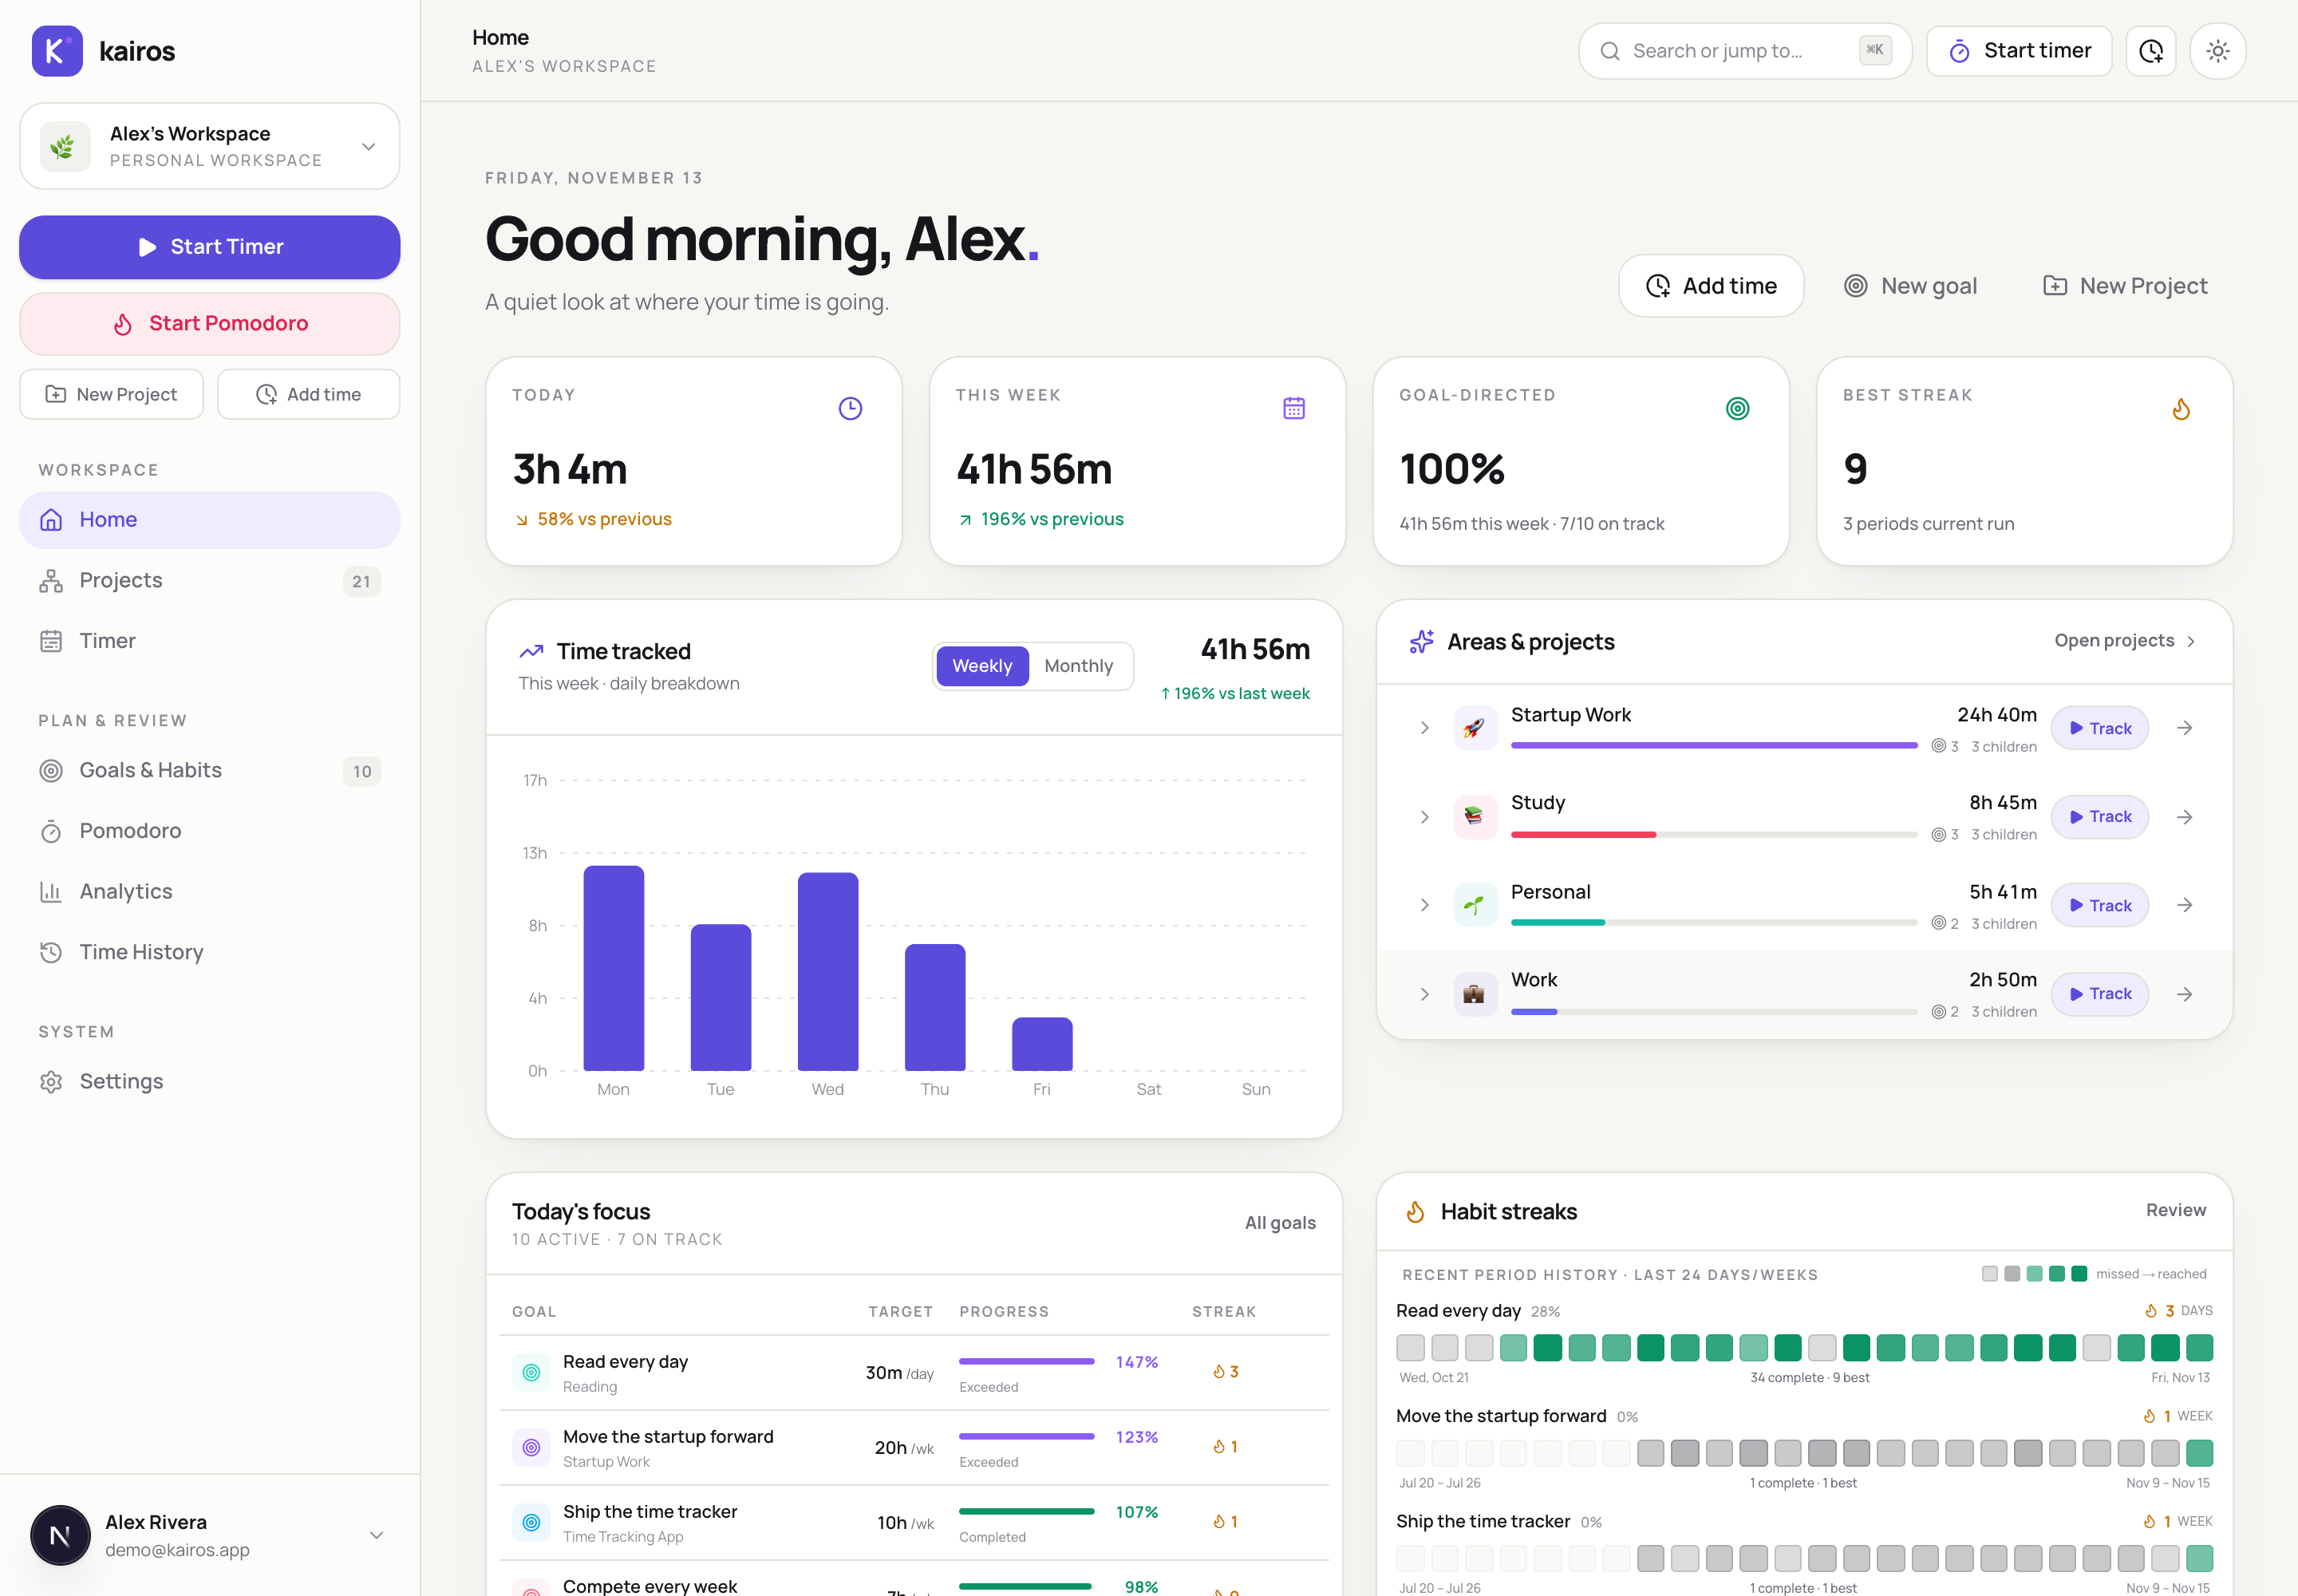 kairos
Alex's Workspace
PERSONAL WORKSPACE
Start Timer
Start Pomodoro
New Project
Add time
WORKSPACE
Home
Projects
21
Timer
PLAN & REVIEW
Goals & Habits
10
Pomodoro
Analytics
Time History
SYSTEM
Settings
Alex Rivera
demo@kairos.app
Home
ALEX'S WORKSPACE
Search or jump to...
⌘K
Start timer
FRIDAY, NOVEMBER 13
Good morning, Alex.
A quiet look at where your time is going.
Add time
New goal
New Project
TODAY
3h 4m
58% vs previous
THIS WEEK
41h 56m
196% vs previous
GOAL-DIRECTED
100%
41h 56m this week · 7/10 on track
BEST STREAK
9
3 periods current run
Time tracked
This week · daily breakdown
Weekly
Monthly
41h 56m
↑ 196% vs last week
17h
13h
8h
4h
0h
Mon Tue Wed Thu Fri Sat Sun
Areas & projects
Open projects
Startup Work
24h 40m
3 3 children
Track
Study
8h 45m
3 3 children
Track
Personal
5h 41m
2 3 children
Track
Work
2h 50m
2 3 children
Track
Today's focus
10 ACTIVE · 7 ON TRACK
All goals
GOAL TARGET PROGRESS STREAK
Read every day
Reading
30m /day
147%
Exceeded
3
Move the startup forward
Startup Work
20h /wk
123%
Exceeded
1
Ship the time tracker
Time Tracking App
10h /wk
107%
Completed
1
Compete every week
98%
Habit streaks
Review
RECENT PERIOD HISTORY · LAST 24 DAYS/WEEKS
missed → reached
Read every day 28%
3 DAYS
Wed, Oct 21
34 complete · 9 best
Fri, Nov 13
Move the startup forward 0%
1 WEEK
Jul 20 – Jul 26
1 complete · 1 best
Nov 9 – Nov 15
Ship the time tracker 0%
1 WEEK
Jul 20 – Jul 26
1 complete · 1 best
Nov 9 – Nov 15